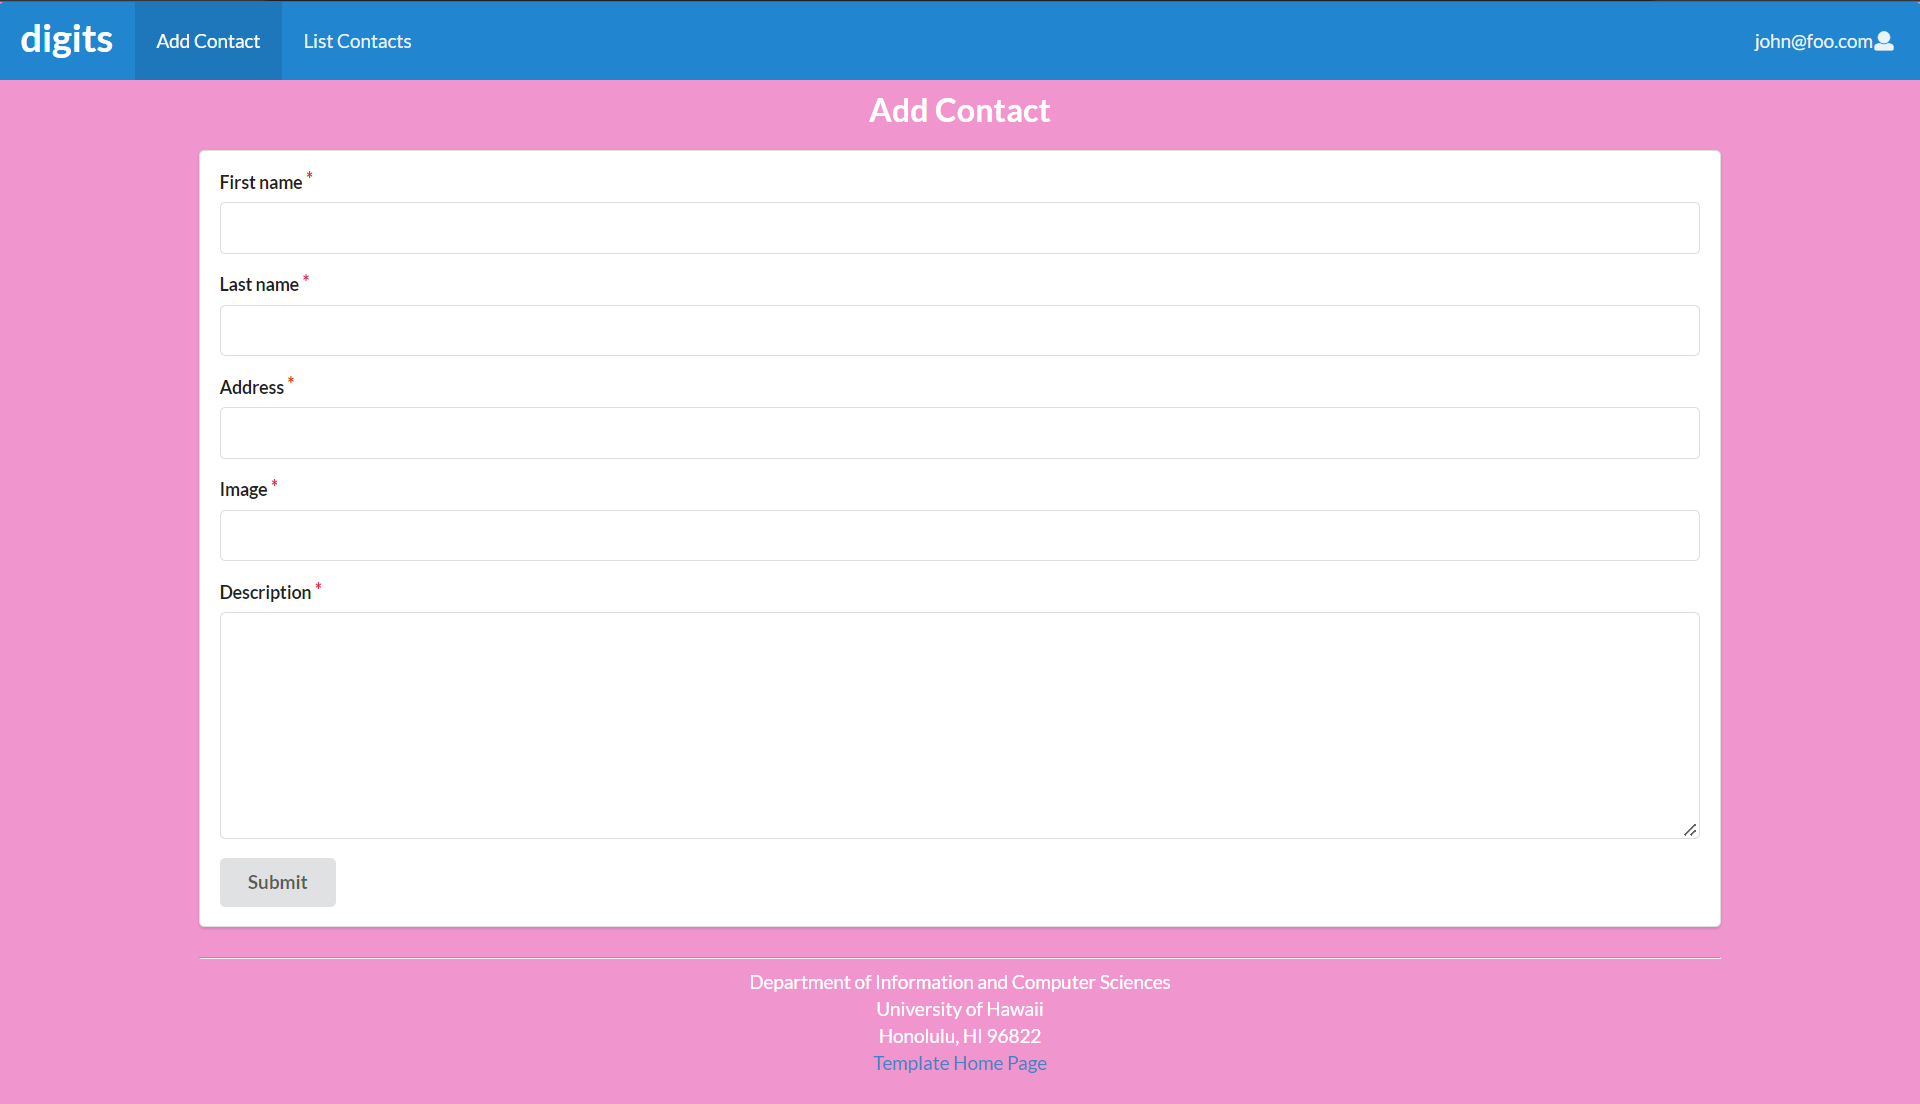 digits
Add Contact
List Contacts
john@foo.com
Add Contact
First name *
Last name *
Address *
Image *
Description *
Submit
Department of Information and Computer Sciences
University of Hawaii
Honolulu, HI 96822
Template Home Page